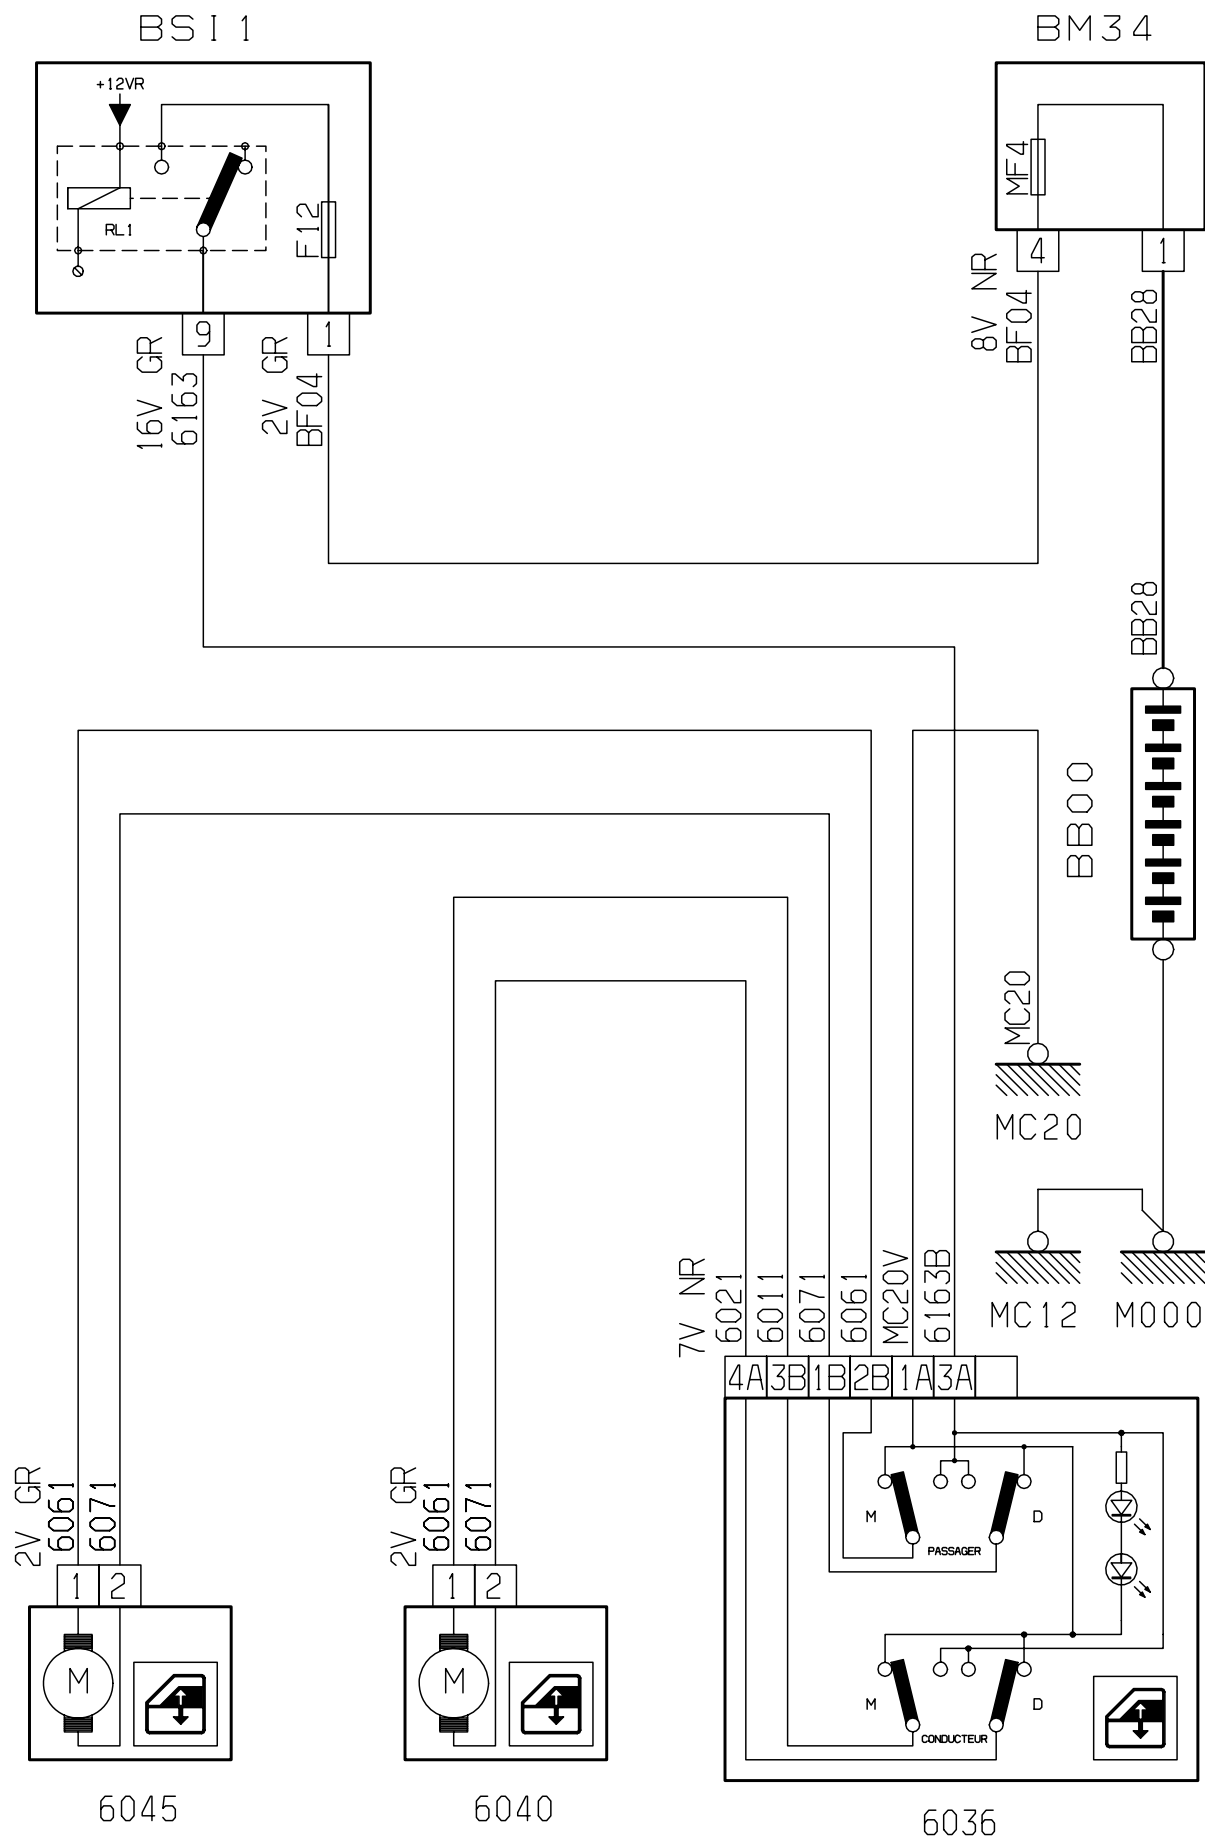 BSI1
BM34
+12VR
RL1
F12
MF4
9
1
4
1
16V GR
6163
2V GR
BF04
8V NR
BF04
BB28
BB28
BB00
MC20
MC20
MC12
M000
7V NR
6021
6011
6071
6061
MC20V
6163B
4A
3B
1B
2B
1A
3A
2V GR
6061
6071
1
2
M
6045
2V GR
6061
6071
1
2
M
6040
M
D
PASSAGER
M
D
CONDUCTEUR
6036